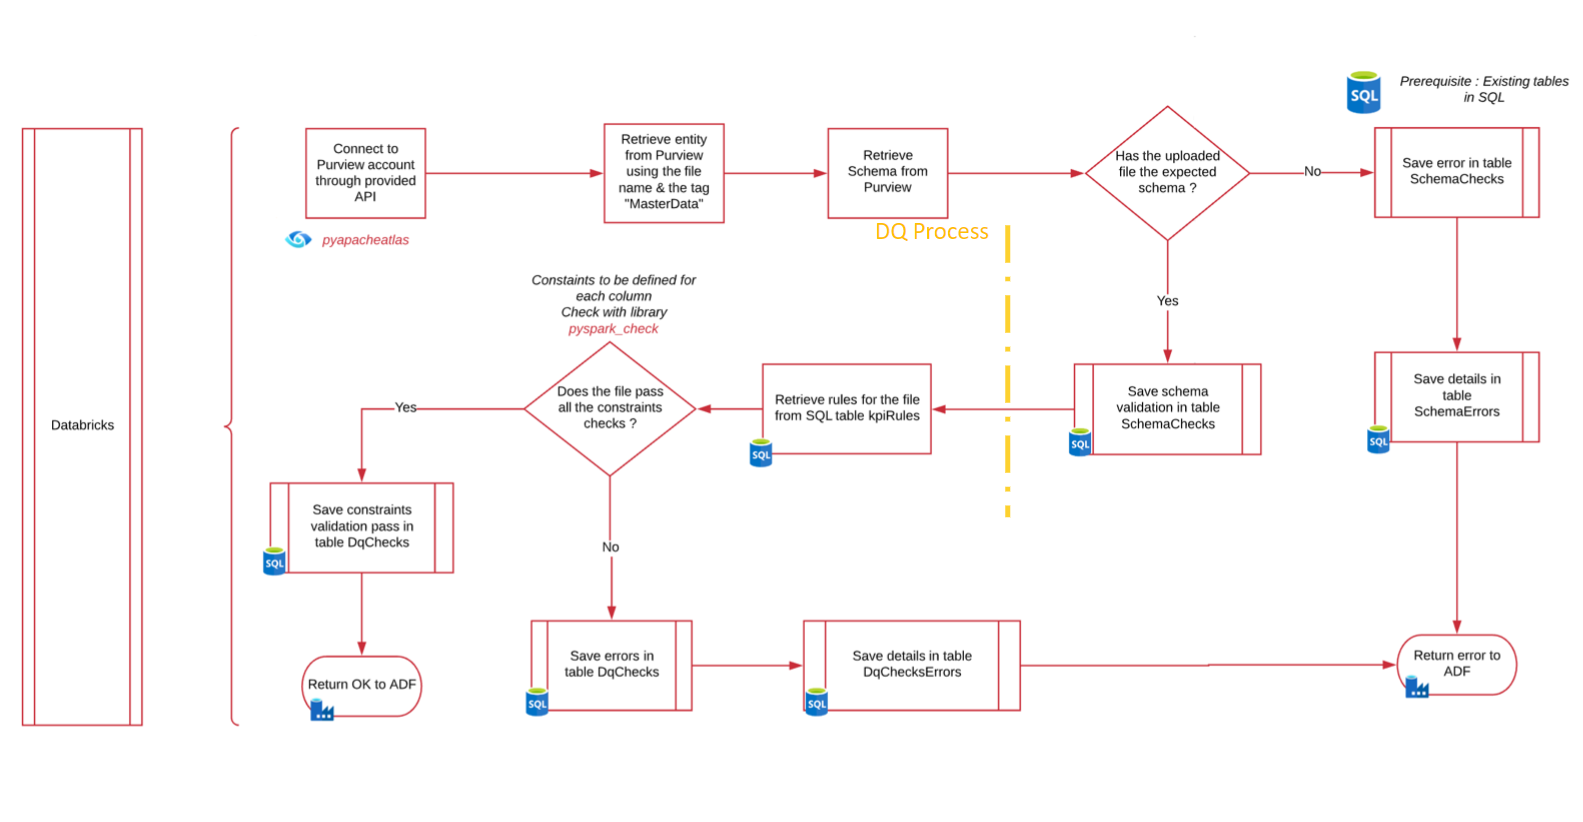 Prerequisite : Existing tables
in SQL
SQL
Databricks
Connect to
Purview account
through provided
API
pyapacheatlas
Retrieve entity
from Purview
using the file
name & the tag
"MasterData"
Retrieve
Schema from
Purview
Has the uploaded
file the expected
schema ?
No
Save error in table
SchemaChecks
DQ Process
Yes
Constaints to be defined for
each column
Check with library
pyspark_check
Does the file pass
all the constraints
checks ?
Yes
Retrieve rules for the file
from SQL table kpiRules
SQL
Save schema
validation in table
SchemaChecks
SQL
Save details in
table
SchemaErrors
SQL
Save constraints
validation pass in
table DqChecks
SQL
No
Return OK to ADF
Save errors in
table DqChecks
SQL
Save details in table
DqChecksErrors
SQL
Return error to
ADF